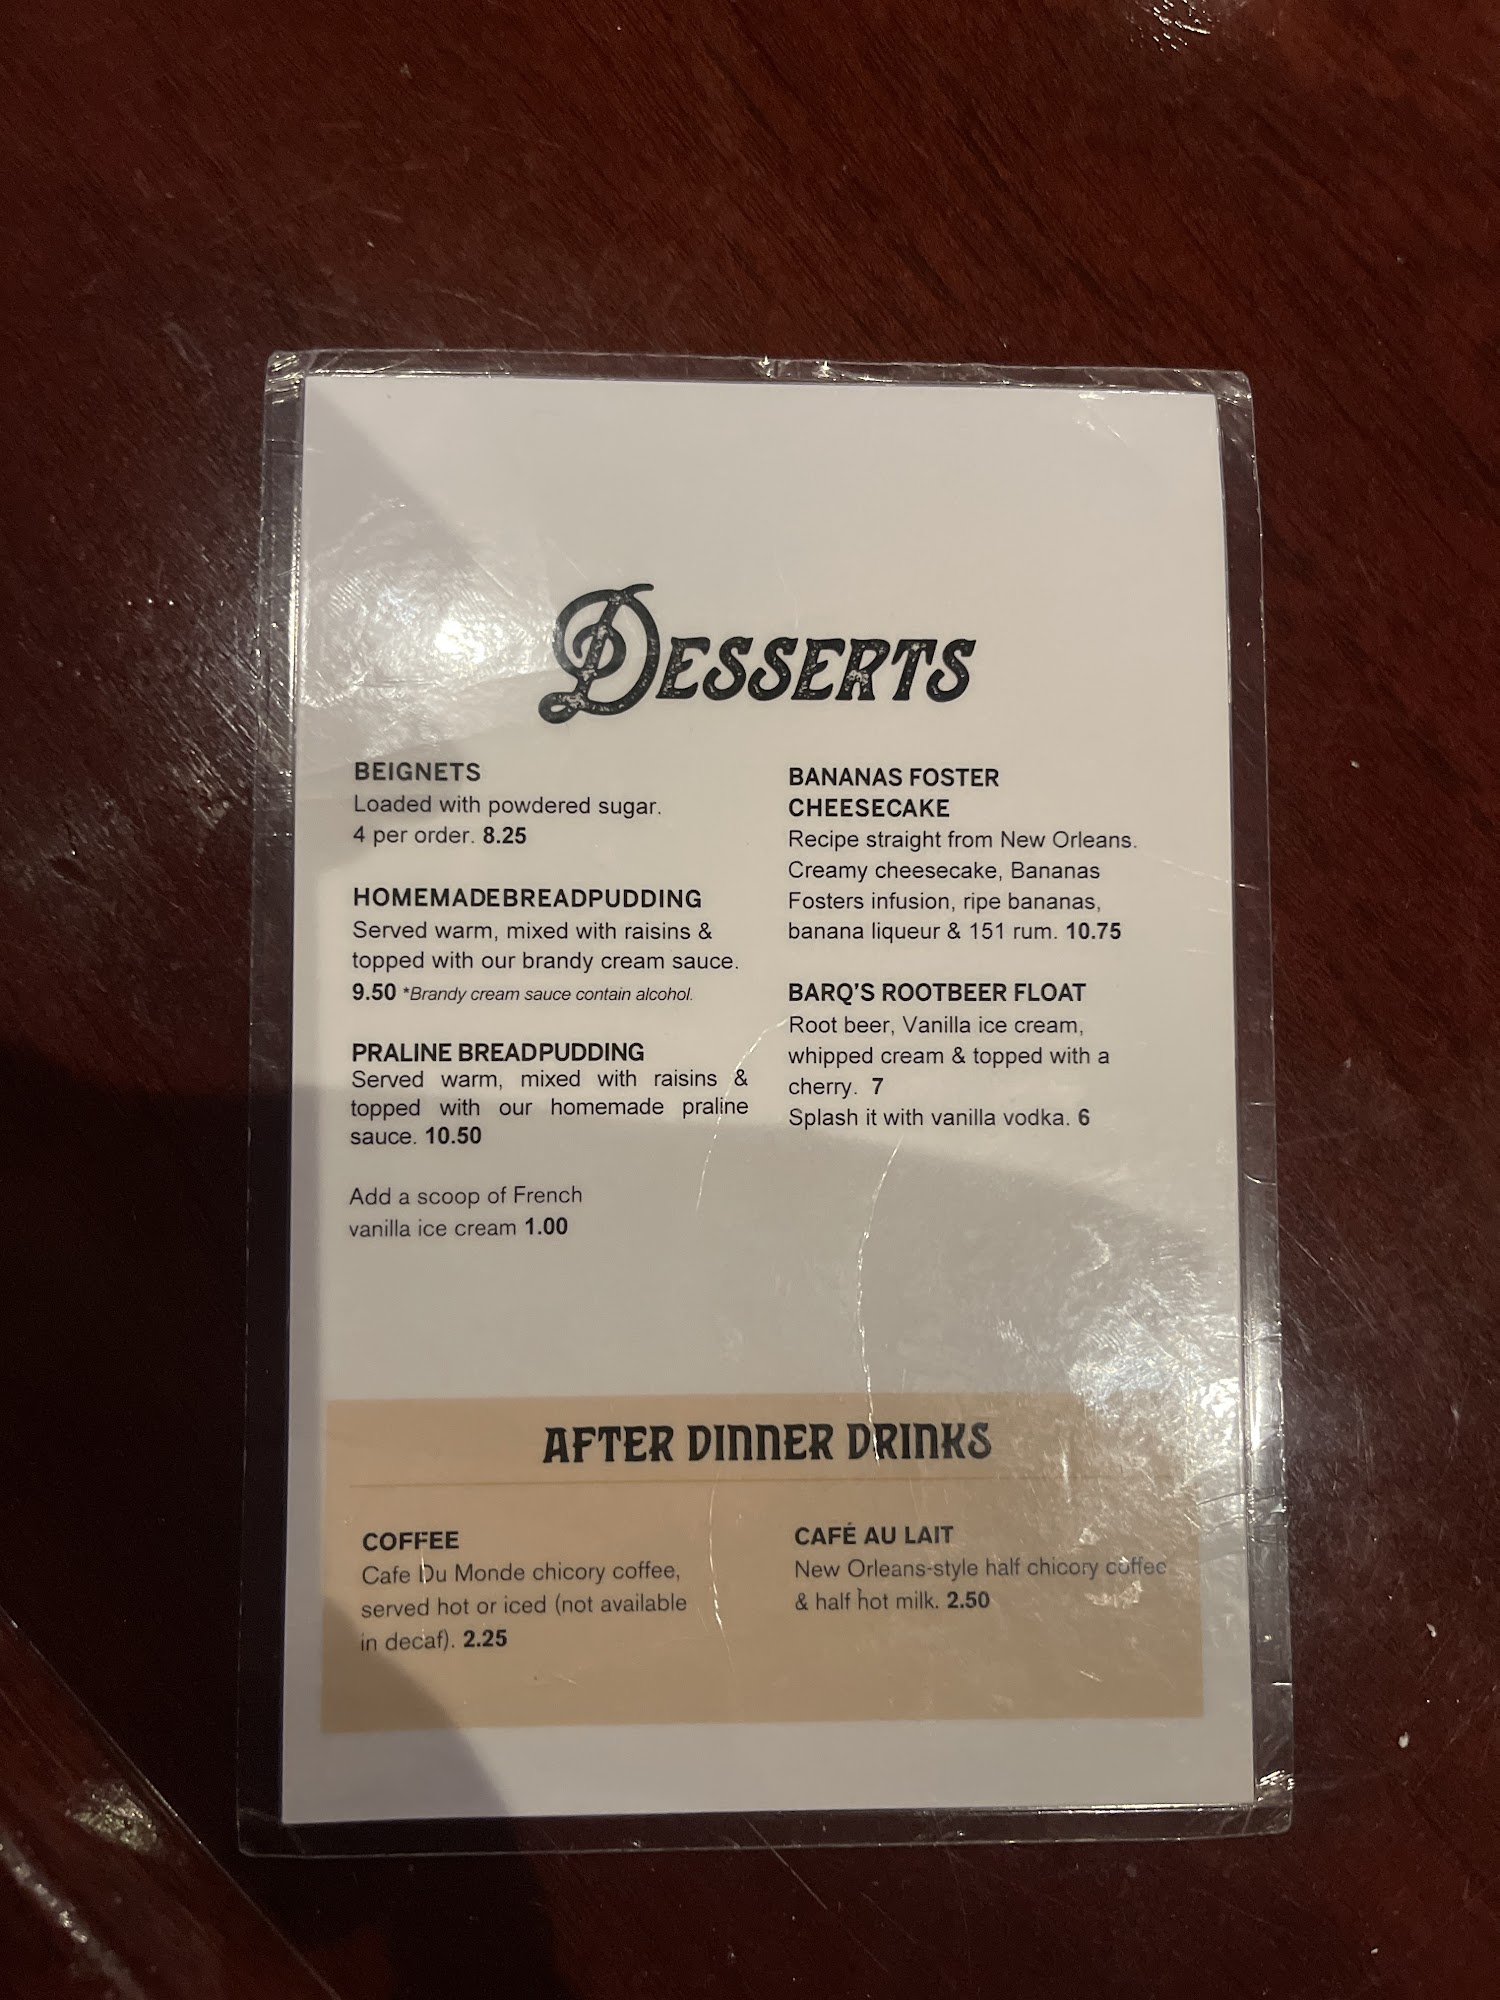 DESSERTS
BEIGNETS
Loaded with powdered sugar.
4 per order. 8.25
HOMEMADEBREADPUDDING
Served warm, mixed with raisins &
topped with our brandy cream sauce.
9.50 *Brandy cream sauce contain alcohol.
PRALINE BREADPUDDING
Served warm, mixed with raisins &
topped with our homemade praline
sauce. 10.50
Add a scoop of French
vanilla ice cream 1.00
BANANAS FOSTER
CHEESECAKE
Recipe straight from New Orleans.
Creamy cheesecake, Bananas
Fosters infusion, ripe bananas,
banana liqueur & 151 rum. 10.75
BARQ'S ROOTBEER FLOAT
Root beer, Vanilla ice cream,
whipped cream & topped with a
cherry. 7
Splash it with vanilla vodka. 6
AFTER DINNER DRINKS
COFFEE
Cafe Du Monde chicory coffee,
served hot or iced (not available
in decaf). 2.25
CAFÉ AU LAIT
New Orleans-style half chicory coffee
& half hot milk. 2.50